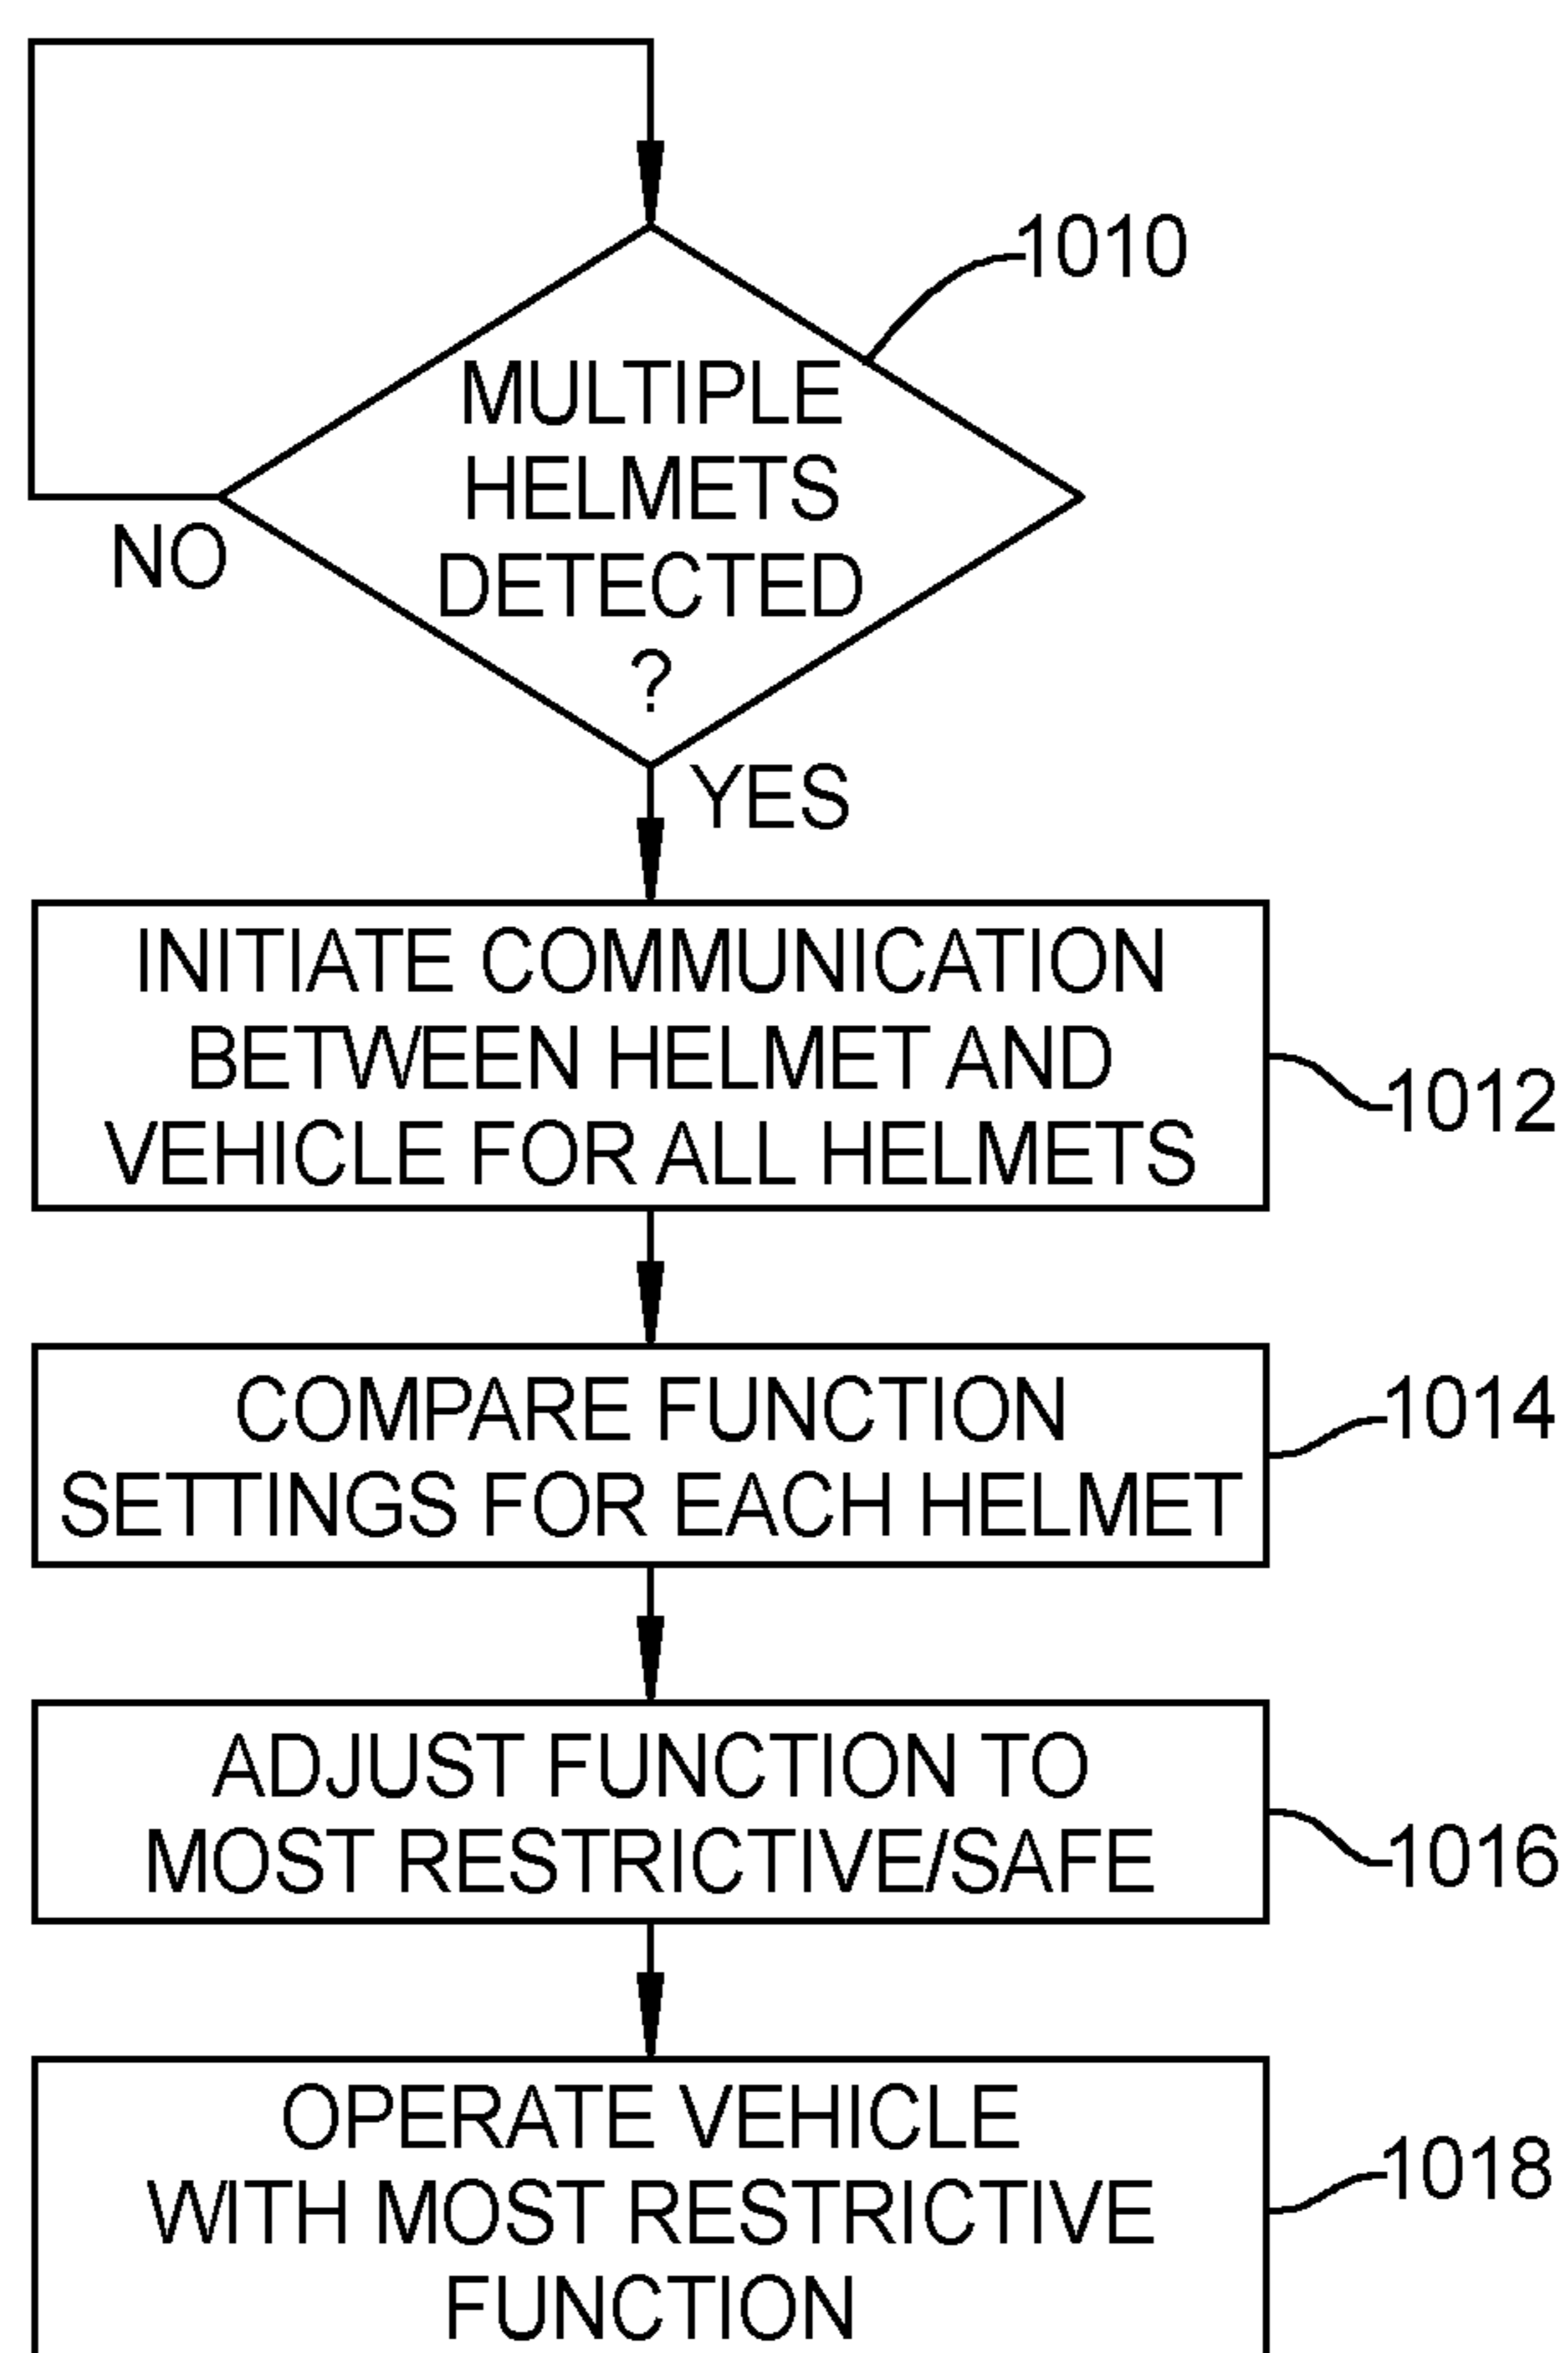 1010
MULTIPLE
HELMETS
DETECTED
?
NO
YES
INITIATE COMMUNICATION
BETWEEN HELMET AND
VEHICLE FOR ALL HELMETS
1012
COMPARE FUNCTION
SETTINGS FOR EACH HELMET
1014
ADJUST FUNCTION TO
MOST RESTRICTIVE/SAFE
1016
OPERATE VEHICLE
WITH MOST RESTRICTIVE
FUNCTION
1018